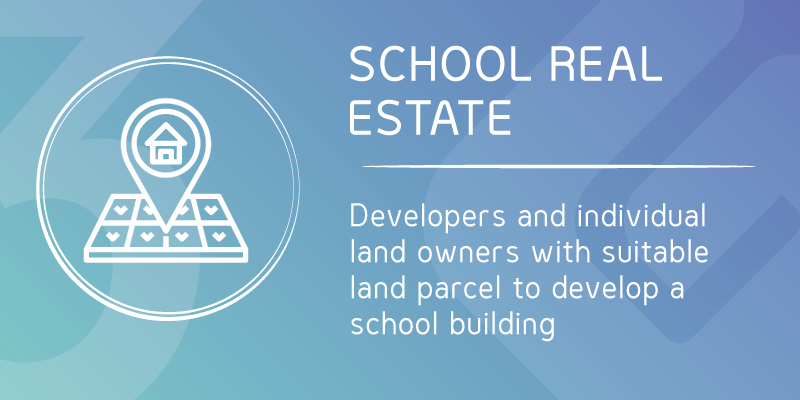 SCHOOL REAL
ESTATE
Developers and individual
land owners with suitable
land parcel to develop a
school building